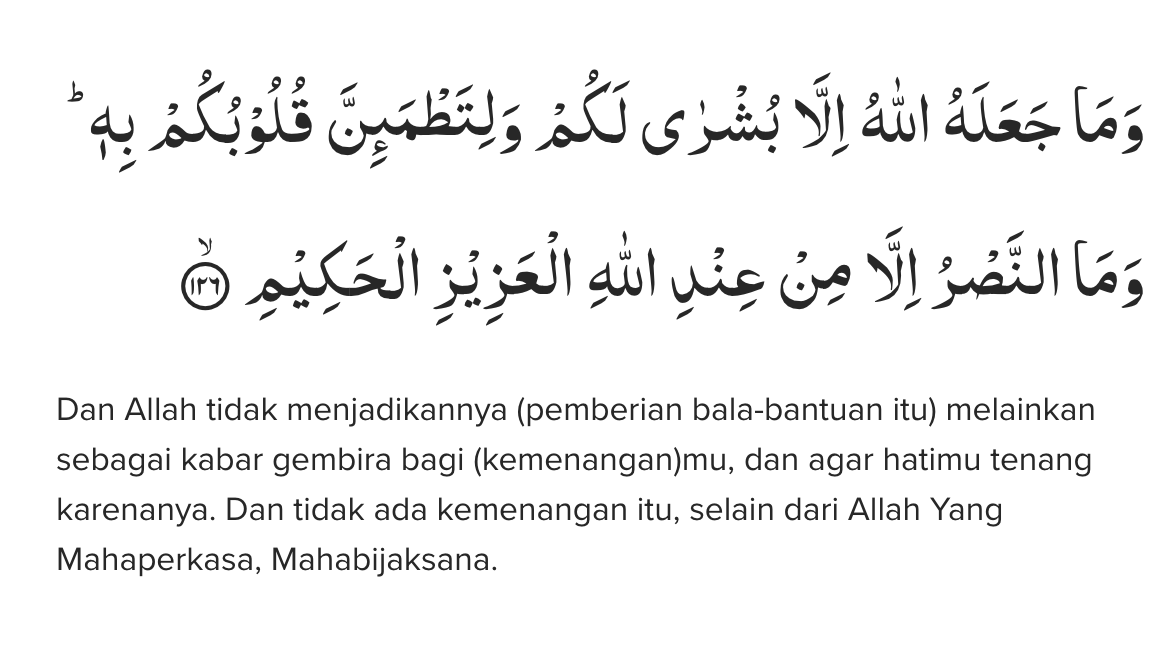 وَمَا جَعَلَهُ اللّٰهُ اِلَّا بُشْرٰى لَكُمْ وَلِتَطْمَىِٕنَّ قُلُوْبُكُمْ بِهٖ ۗ
وَمَا النَّصْرُ اِلَّا مِنْ عِنْدِ اللّٰهِ الْعَزِيْزِ الْحَكِيْمِۙ ١٢٦
Dan Allah tidak menjadikannya (pemberian bala-bantuan itu) melainkan
sebagai kabar gembira bagi (kemenangan)mu, dan agar hatimu tenang
karenanya. Dan tidak ada kemenangan itu, selain dari Allah Yang
Mahaperkasa, Mahabijaksana.